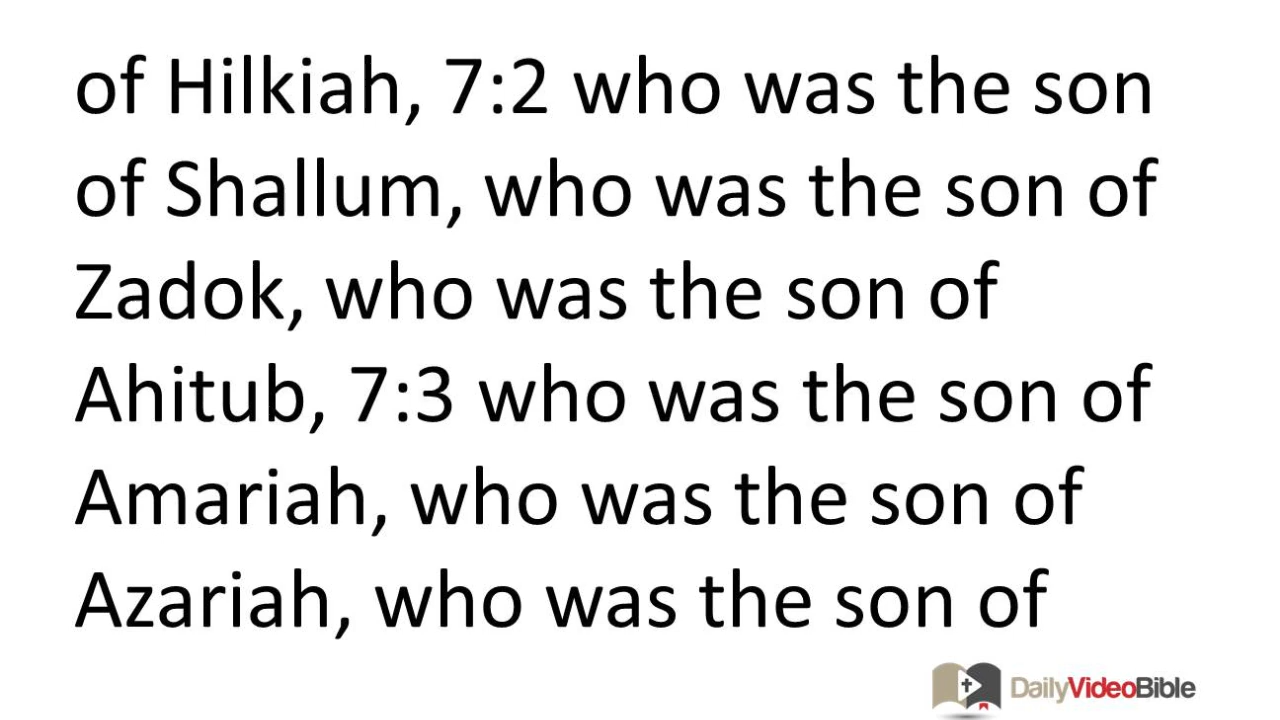 of Hilkiah, 7:2 who was the son
of Shallum, who was the son of
Zadok, who was the son of
Ahitub, 7:3 who was the son of
Amariah, who was the son of
Azariah, who was the son of
DailyVideoBible